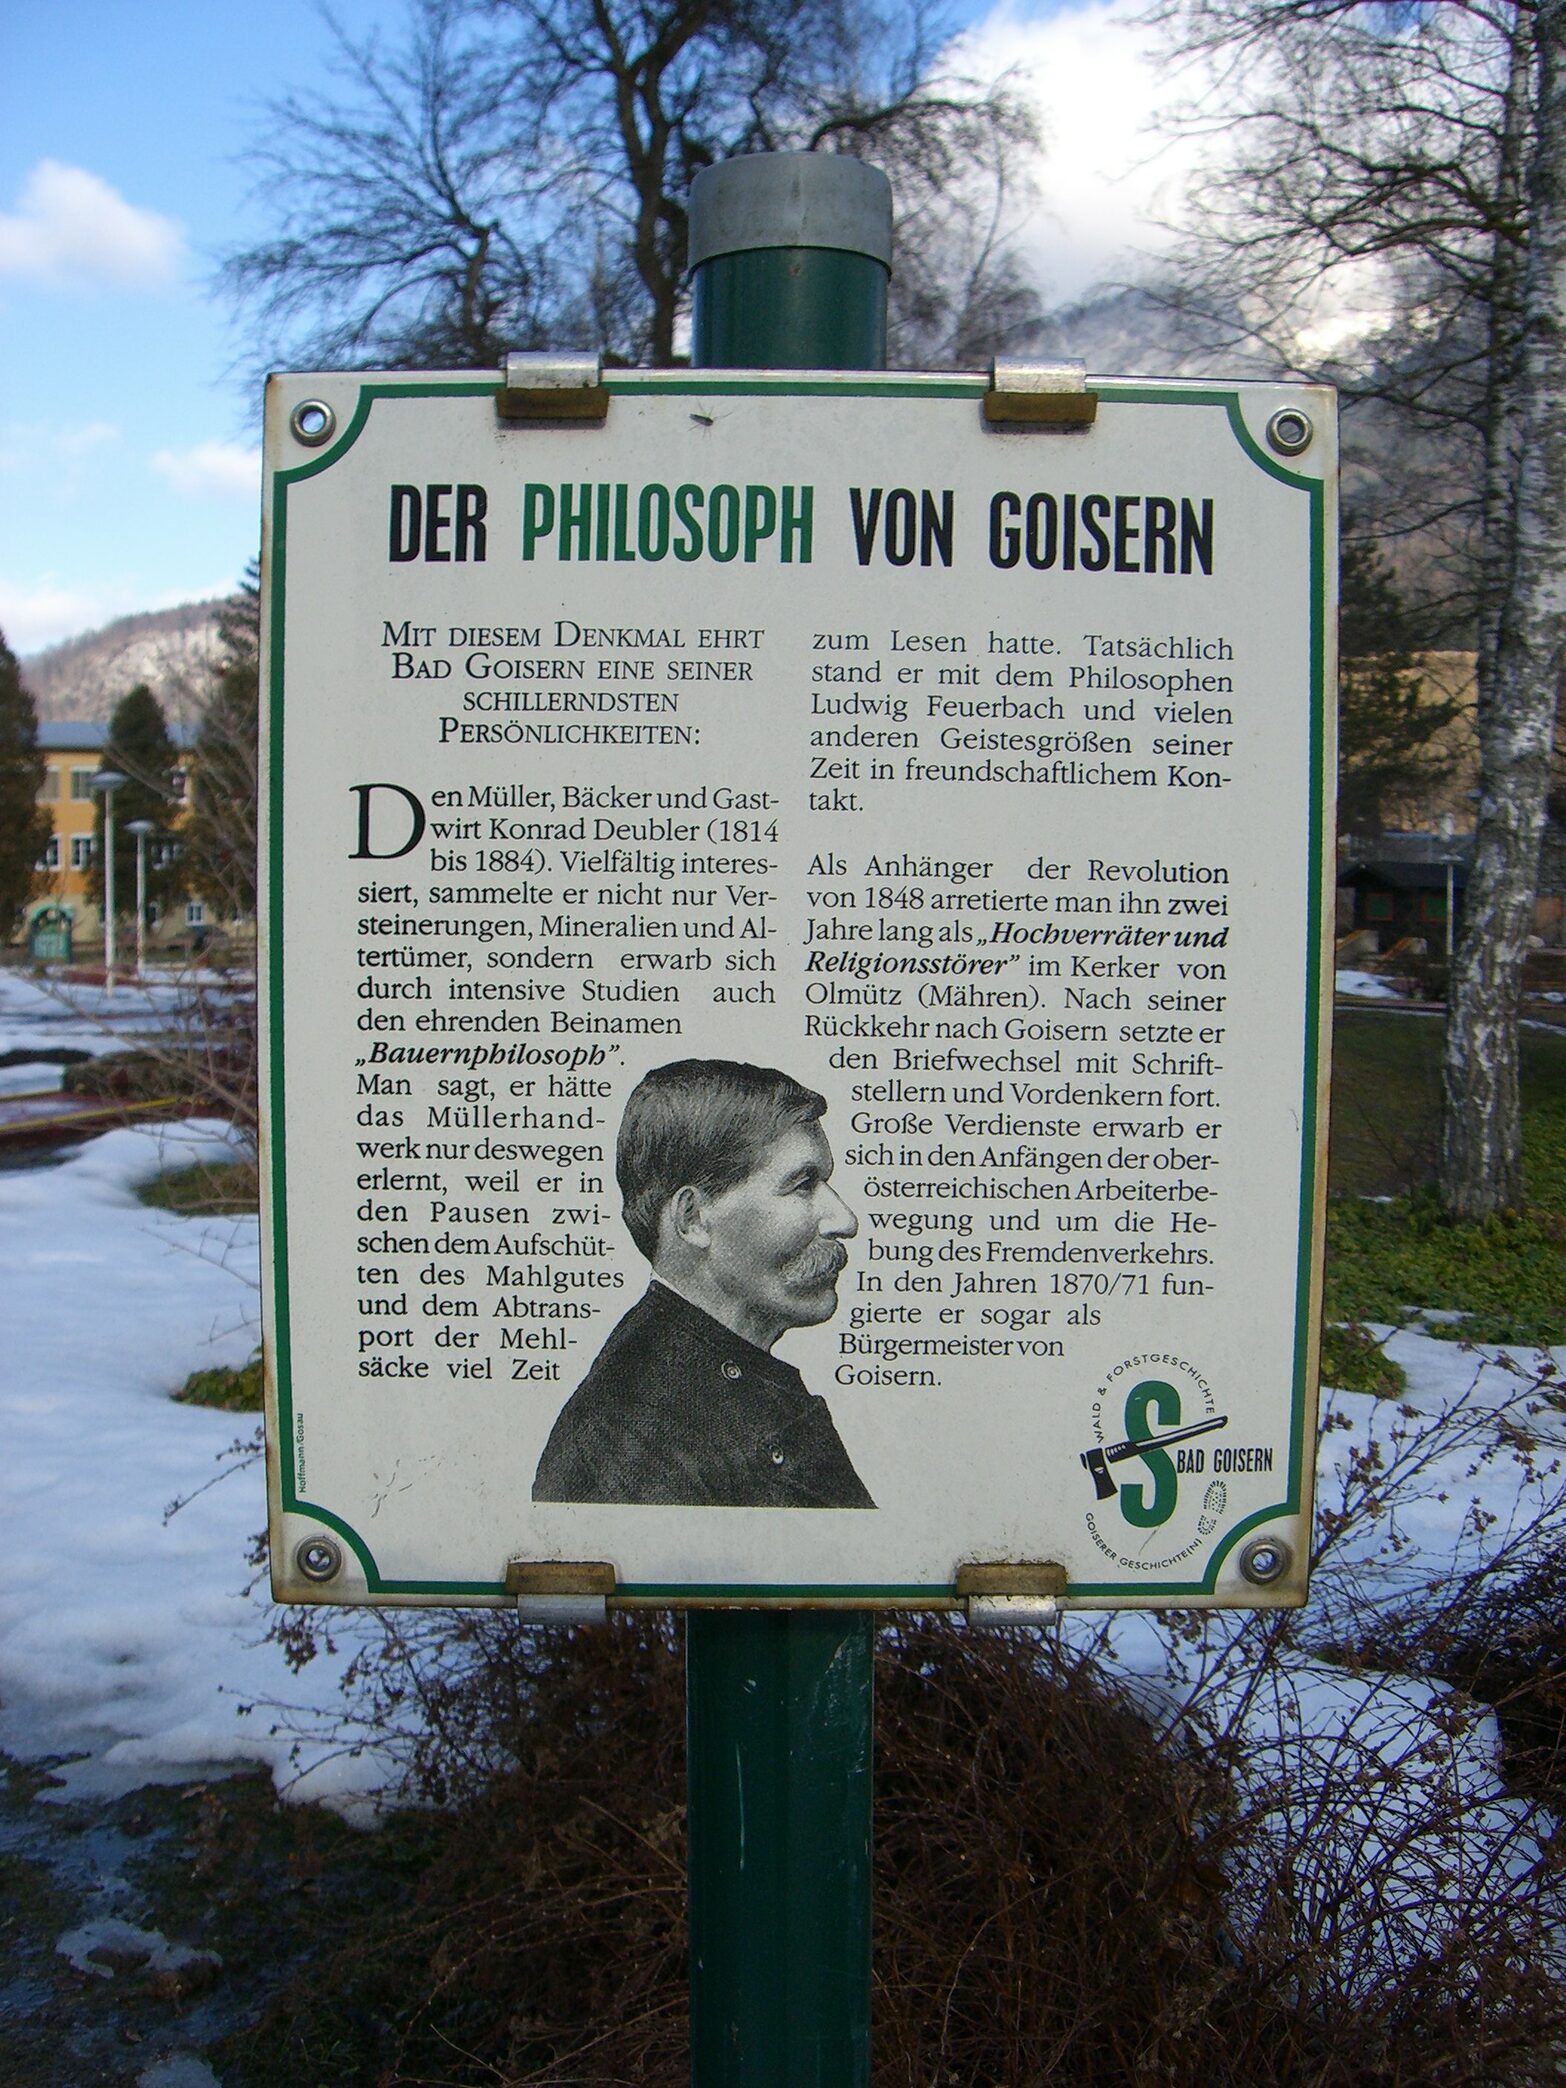 DER PHILOSOPH VON GOISERN
MIT DIESEM DENKMAL EHRT
BAD GOISERN EINE SEINER
SCHILLERNDSTEN
PERSÖNLICHKEITEN:
Den Müller, Bäcker und Gast-
wirt Konrad Deubler (1814
bis 1884). Vielfältig interes-
siert, sammelte er nicht nur Ver-
steinerungen, Mineralien und Al-
tertümer, sondern erwarb sich
durch intensive Studien auch
den ehrenden Beinamen
„Bauernphilosoph”.
Man sagt, er hätte
das Müllerhand-
werk nur deswegen
erlernt, weil er in
den Pausen zwi-
schen dem Aufschüt-
ten des Mahlgutes
und dem Abtrans-
port der Mehl-
säcke viel Zeit
zum Lesen hatte. Tatsächlich
stand er mit dem Philosophen
Ludwig Feuerbach und vielen
anderen Geistesgrößen seiner
Zeit in freundschaftlichem Kon-
takt.
Als Anhänger der Revolution
von 1848 arretierte man ihn zwei
Jahre lang als „Hochverräter und
Religionsstörer” im Kerker von
Olmütz (Mähren). Nach seiner
Rückkehr nach Goisern setzte er
den Briefwechsel mit Schrift-
stellern und Vordenkern fort.
Große Verdienste erwarb er
sich in den Anfängen der ober-
österreichischen Arbeiterbe-
wegung und um die He-
bung des Fremdenverkehrs.
In den Jahren 1870/71 fun-
gierte er sogar als
Bürgermeister von
Goisern.
WALD & FORSTGESCHICHTE
S
BAD GOISERN
GOISERER GESCHICHTE(N)
Hoffmann/Gosau